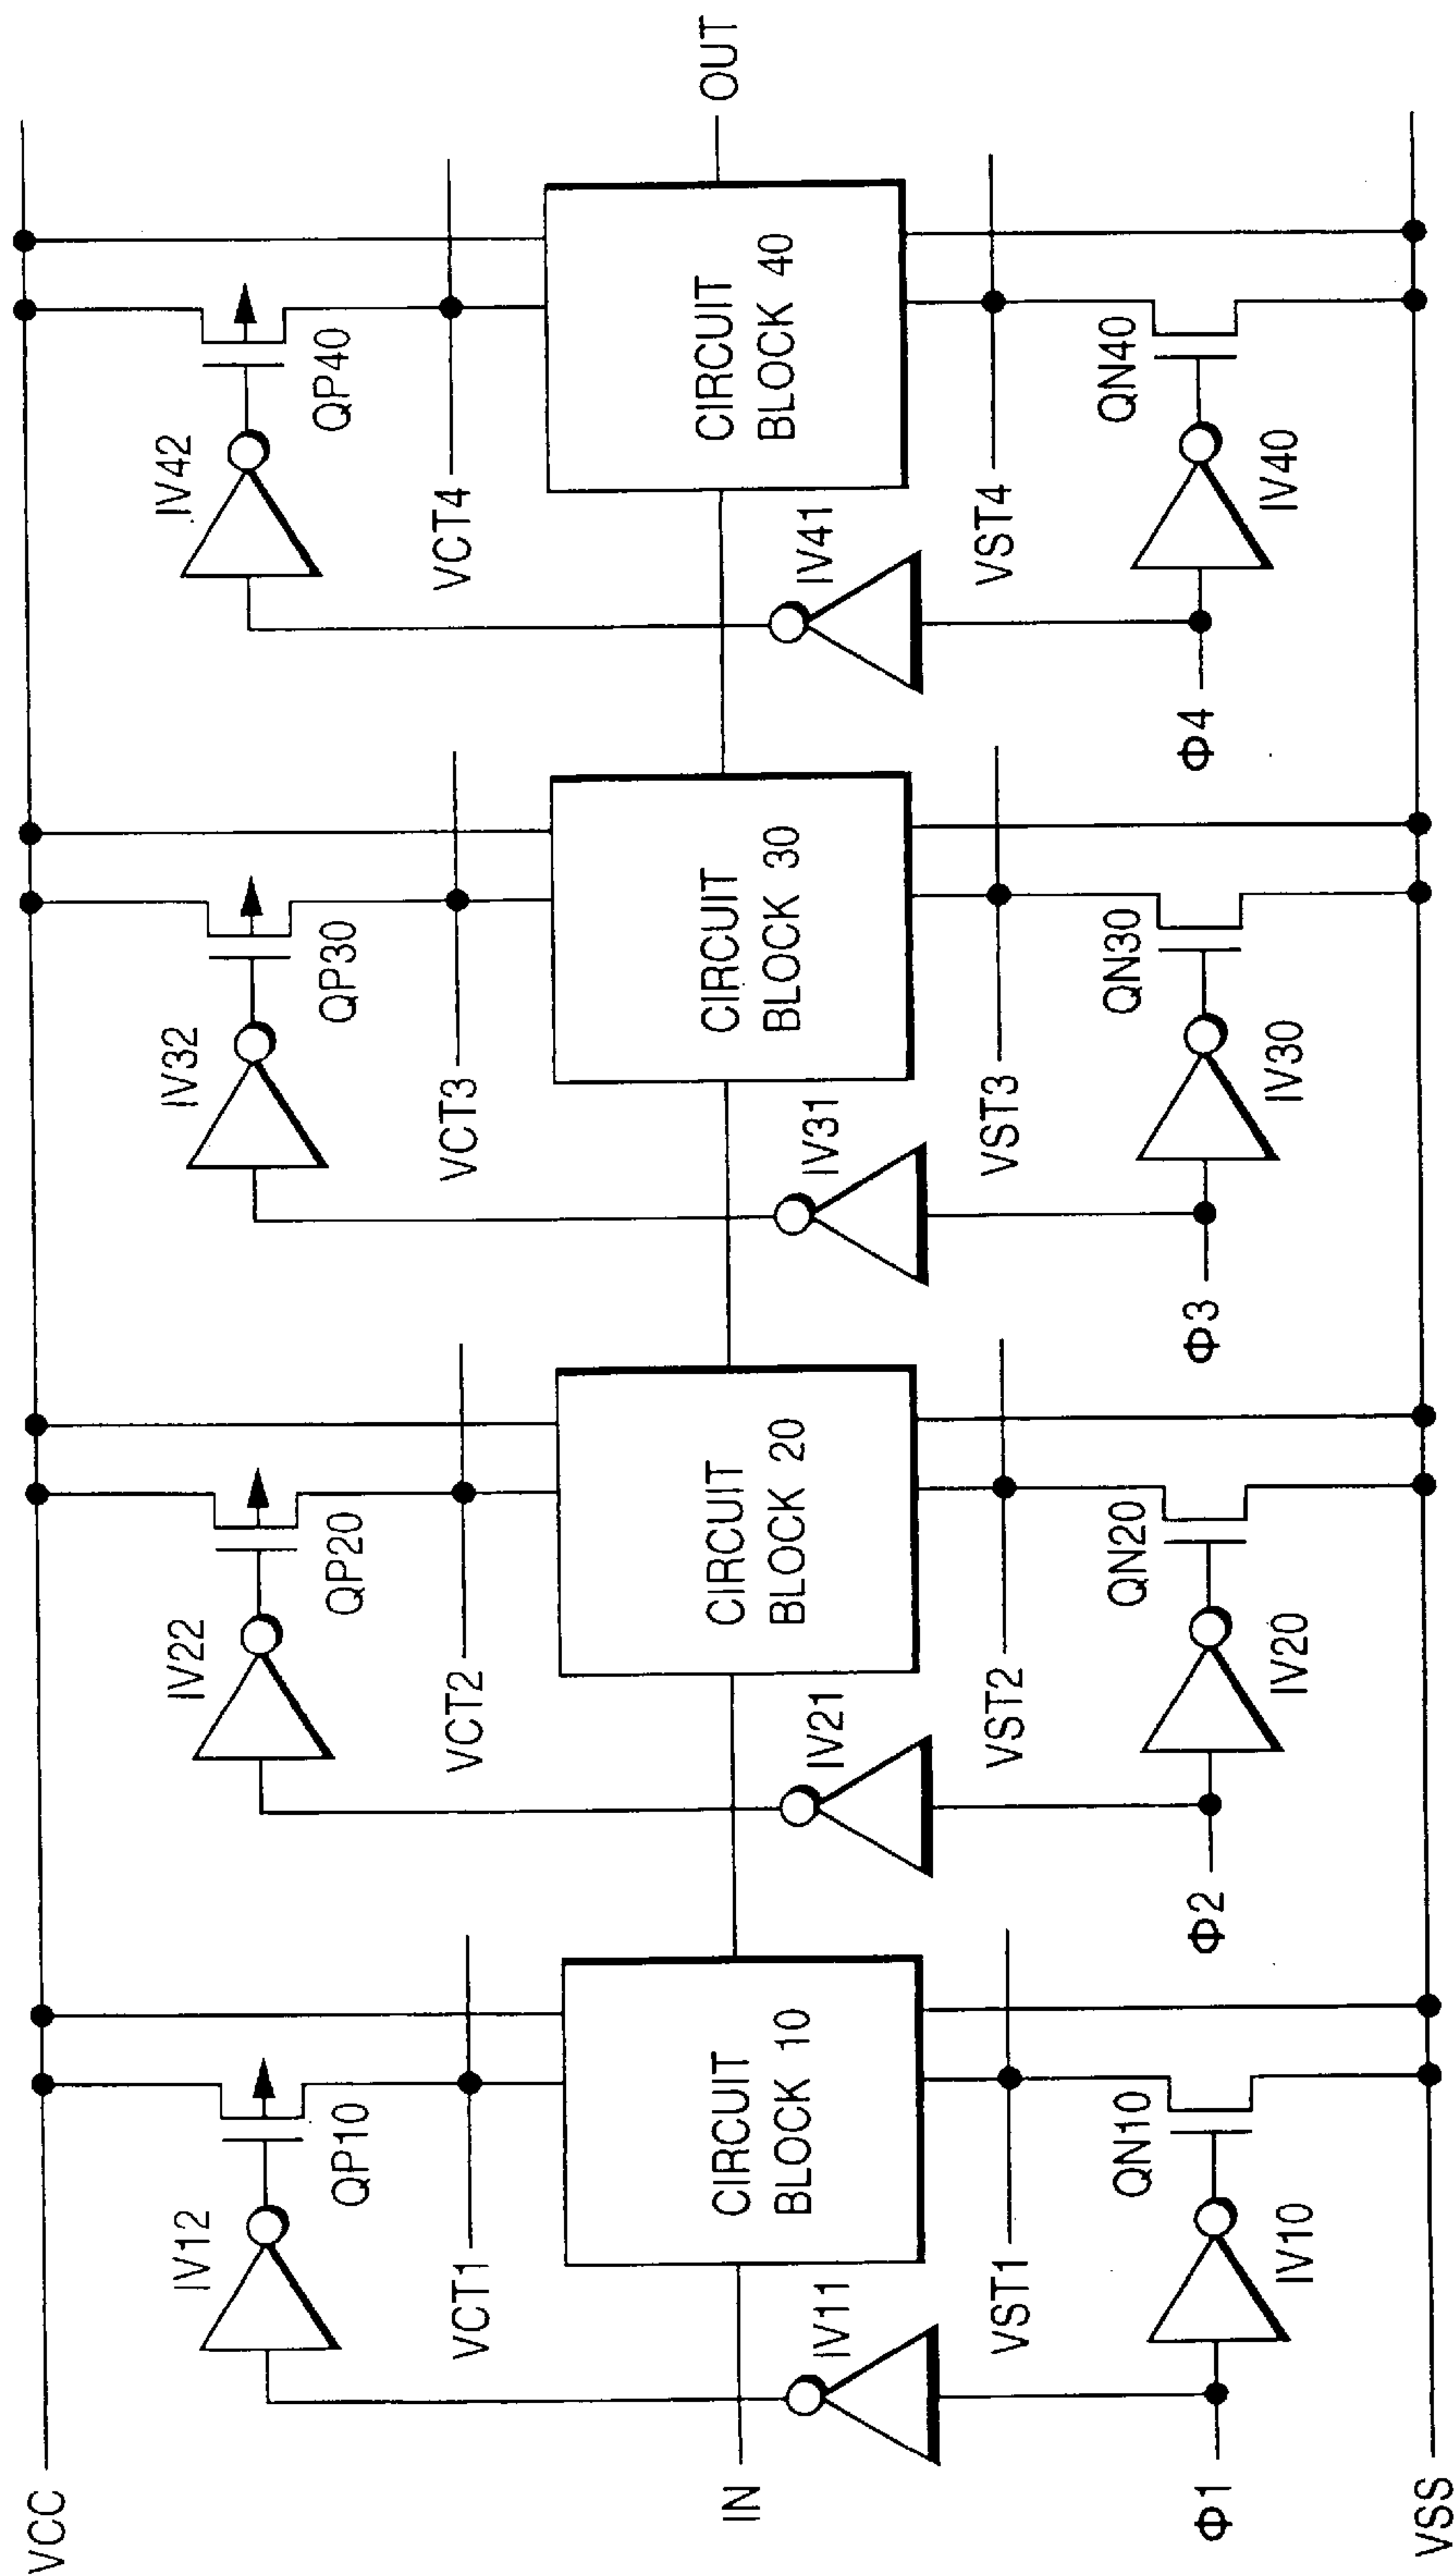 VCC
IV12
QP10
IV22
QP20
IV32
QP30
IV42
QP40
VCT1
VCT2
VCT3
VCT4
IN
IV11
CIRCUIT
BLOCK 10
IV21
CIRCUIT
BLOCK 20
IV31
CIRCUIT
BLOCK 30
IV41
CIRCUIT
BLOCK 40
OUT
VST1
VST2
VST3
VST4
Φ1
IV10
QN10
Φ2
IV20
QN20
Φ3
IV30
QN30
Φ4
IV40
QN40
VSS